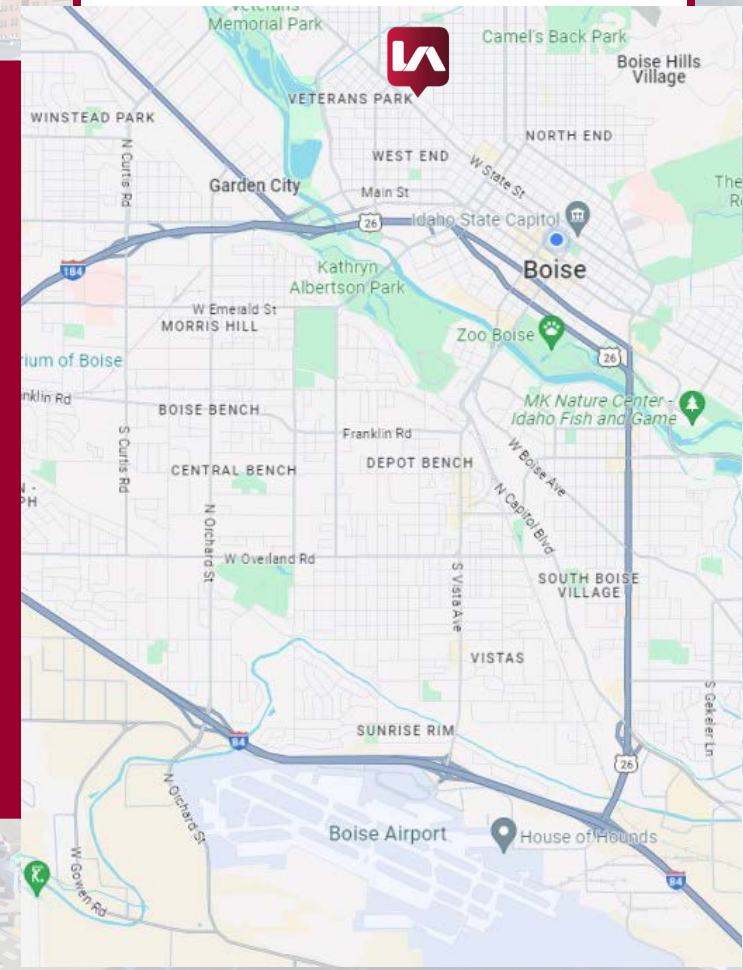 Veterans
Memorial Park
Camel's Back Park
Boise Hills
Village
LA
VETERANS PARK
WINSTEAD PARK
NORTH END
N Curtis Rd
WEST END
W State St
Garden City
Main St
The
Idaho State Capitol
26
184
Kathryn
Albertson Park
Boise
W Emerald St
MORRIS HILL
Zoo Boise
26
rium of Boise
nklin Rd
MK Nature Center -
Idaho Fish and Game
BOISE BENCH
Franklin Rd
S Curtis Rd
DEPOT BENCH
W Boise Ave
CENTRAL BENCH
N -
PH
N Capitol Blvd
N Orchard St
W Overland Rd
S Vista Ave
SOUTH BOISE
VILLAGE
VISTAS
S Gekeler Ln
SUNRISE RIM
84
26
N Orchard St
Boise Airport
House of Hounds
W Gowen Rd
84